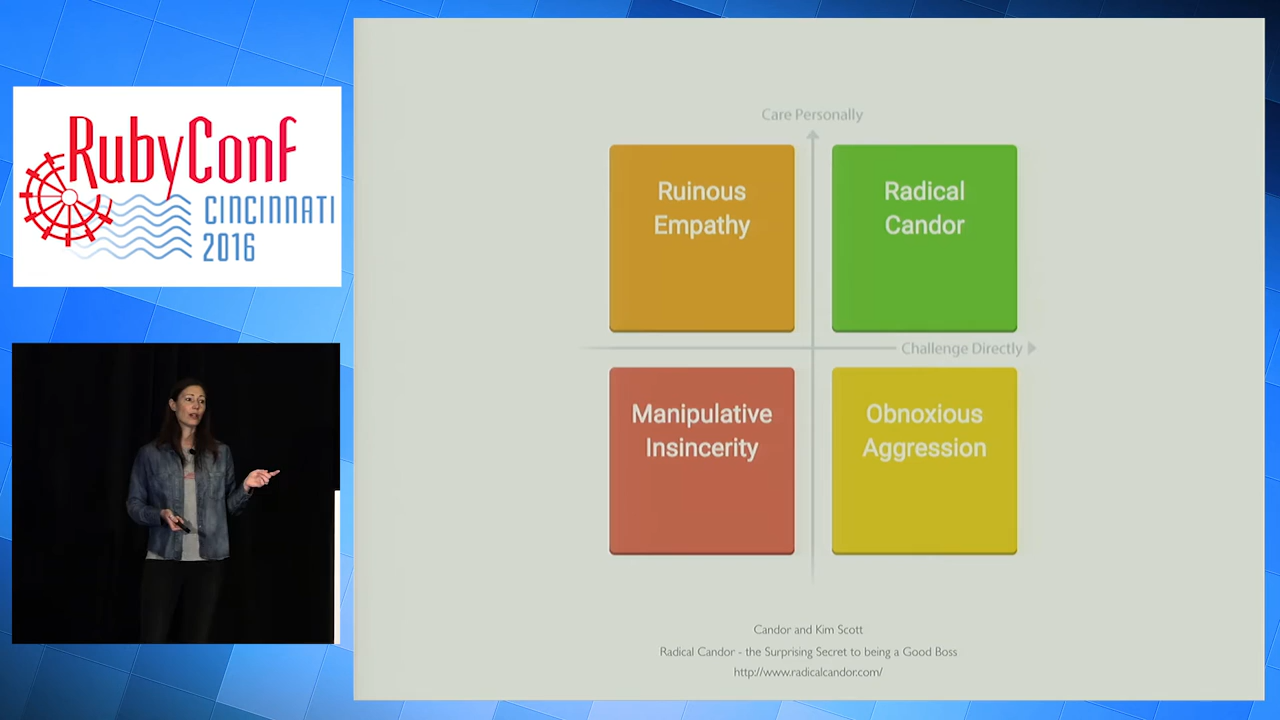 RubyConf
CINCINNATI
2016
Care Personally
Ruinous
Empathy
Radical
Candor
Challenge Directly
Manipulative
Insincerity
Obnoxious
Aggression
Candor and Kim Scott
Radical Candor - the Surprising Secret to being a Good Boss
http://www.radicalcandor.com/